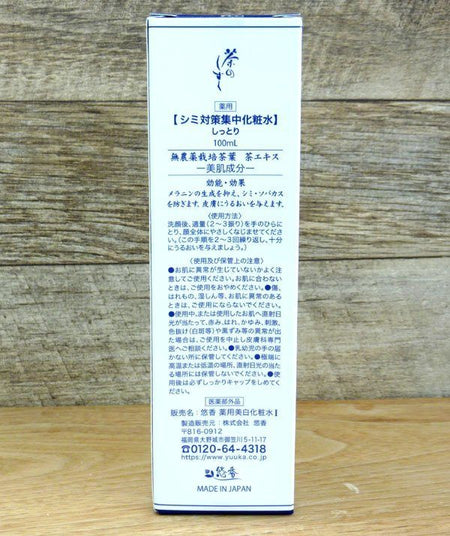 茶のしずく
薬用
【シミ対策集中化粧水】
しっとり
100mL
無農薬栽培茶葉 茶エキス
―美肌成分―
効能・効果
メラニンの生成を抑え、シミ・ソバカス
を防ぎます。皮膚にうるおいを与えます。
〈使用方法〉
洗顔後、適量(2～3振り)を手のひらに
とり、顔全体にやさしくなじませてくださ
い。(この手順を2～3回繰り返し、十分
にうるおいを与えましょう。)
〈使用及び保管上の注意〉
●お肌に異常が生じていないかよく注
意してご使用ください。お肌に合わない
ときは、ご使用をおやめください。●傷、
はれもの、湿しん等、お肌に異常のあ
るときは、ご使用にならないでください。
●使用中、または使用したお肌へ直射日
光が当たって、赤み、はれ、かゆみ、刺激、
色抜け(白斑等)や黒ずみ等の異常が出
た場合は、ご使用を中止し皮膚科専門
医へご相談ください。●乳幼児の手の届
かない所に保管してください。●極端に
高温または低温の場所、直射日光の当た
る場所には保管しないでください。●使
用後は必ずしっかりキャップをしめてく
ださい。
医薬部外品
販売名:悠香 薬用美白化粧水Ⅰ
製造販売元:株式会社 悠香
〒816-0912
福岡県大野城市御笠川5-11-17
☎0120-64-4318
https://www.yuuka.co.jp
悠香
MADE IN JAPAN